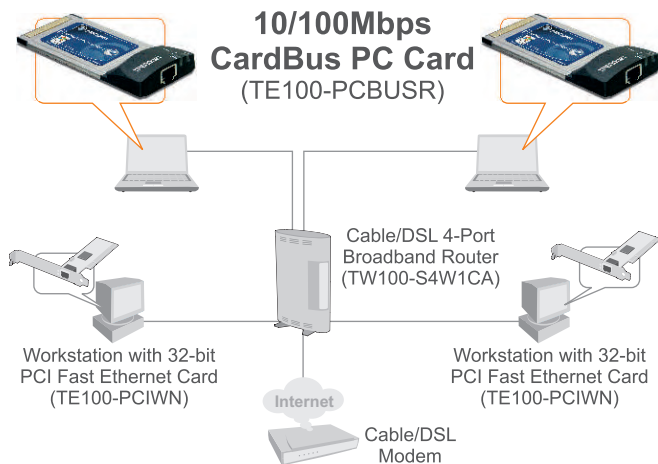 10/100Mbps
CardBus PC Card
(TE100-PCBUSR)
Cable/DSL 4-Port
Broadband Router
(TW100-S4W1CA)
Workstation with 32-bit
PCI Fast Ethernet Card
(TE100-PCIWN)
Workstation with 32-bit
PCI Fast Ethernet Card
(TE100-PCIWN)
Internet
Cable/DSL
Modem